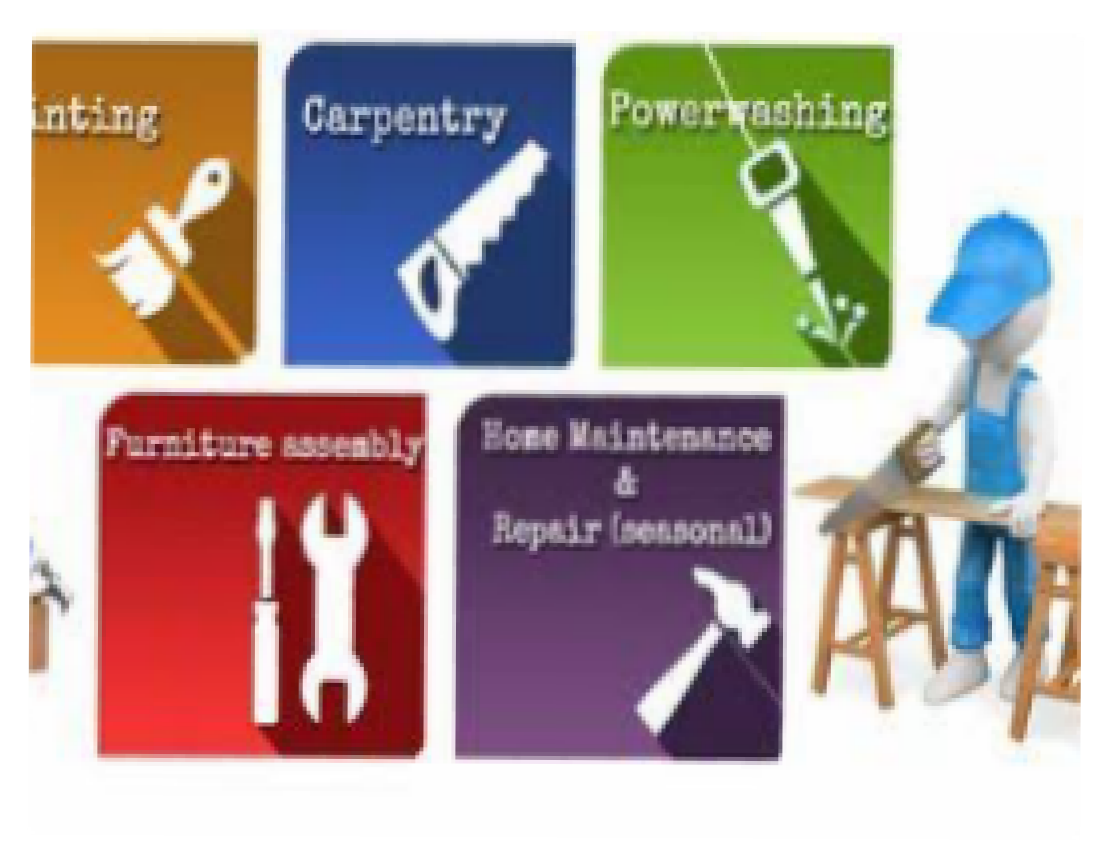 inting
Carpentry
Powerwashing
Furniture assembly
Home Maintenance
&
Repair (seasonal)